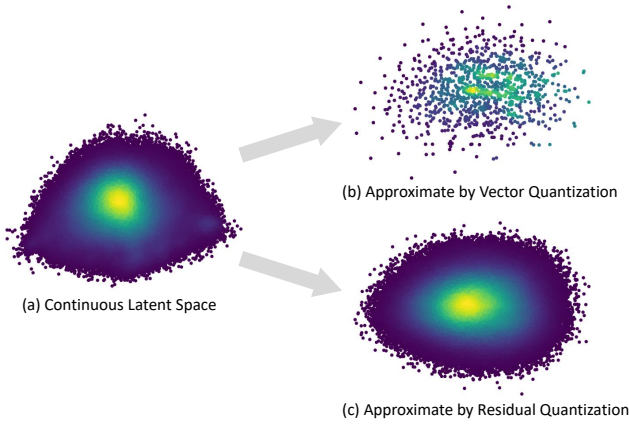 (a) Continuous Latent Space
(b) Approximate by Vector Quantization
(c) Approximate by Residual Quantization